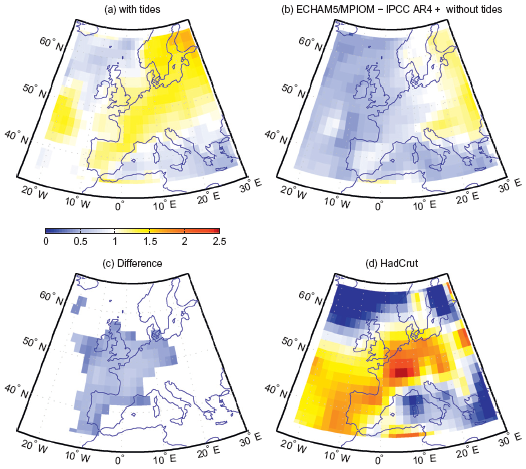 (a) with tides
(b) ECHAM5/MPIOM − IPCC AR4 + without tides
60° N
50° N
40° N
20° W
10° W
0°
10° E
20° E
30° E
60° N
50° N
40° N
20° W
10° W
0°
10° E
20° E
30° E
0 0.5 1 1.5 2 2.5
(c) Difference
(d) HadCrut
60° N
50° N
40° N
20° W
10° W
0°
10° E
20° E
30° E
60° N
50° N
40° N
20° W
10° W
0°
10° E
20° E
30° E